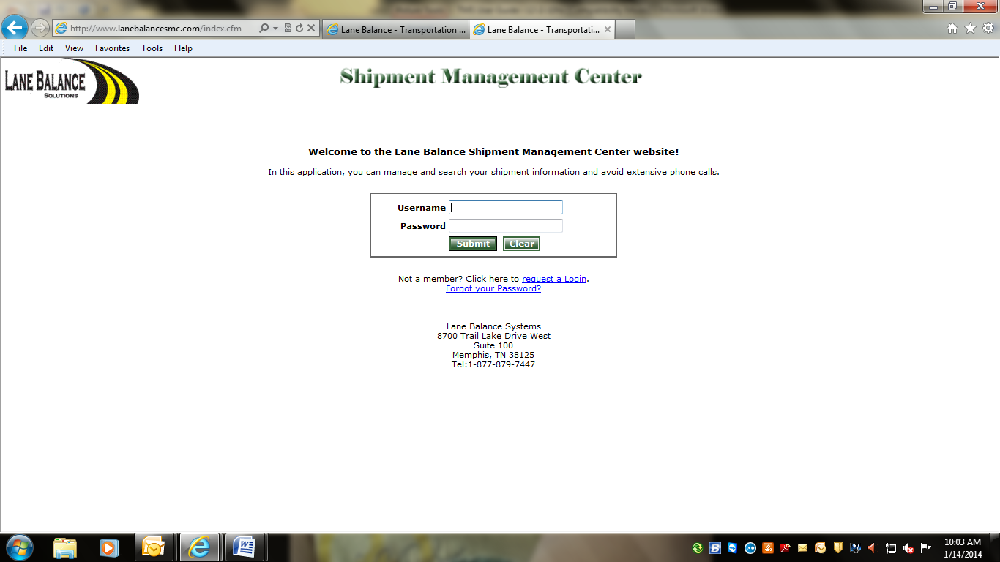 http://www.lanebalancesmc.com/index.cfm
Lane Balance - Transportation ...
Lane Balance - Transportati...
File Edit View Favorites Tools Help
LANE BALANCE
SOLUTIONS
Shipment Management Center
Welcome to the Lane Balance Shipment Management Center website!
In this application, you can manage and search your shipment information and avoid extensive phone calls.
Username
Password
Submit Clear
Not a member? Click here to request a Login.
Forgot your Password?
Lane Balance Systems
8700 Trail Lake Drive West
Suite 100
Memphis, TN 38125
Tel:1-877-879-7447
10:03 AM
1/14/2014